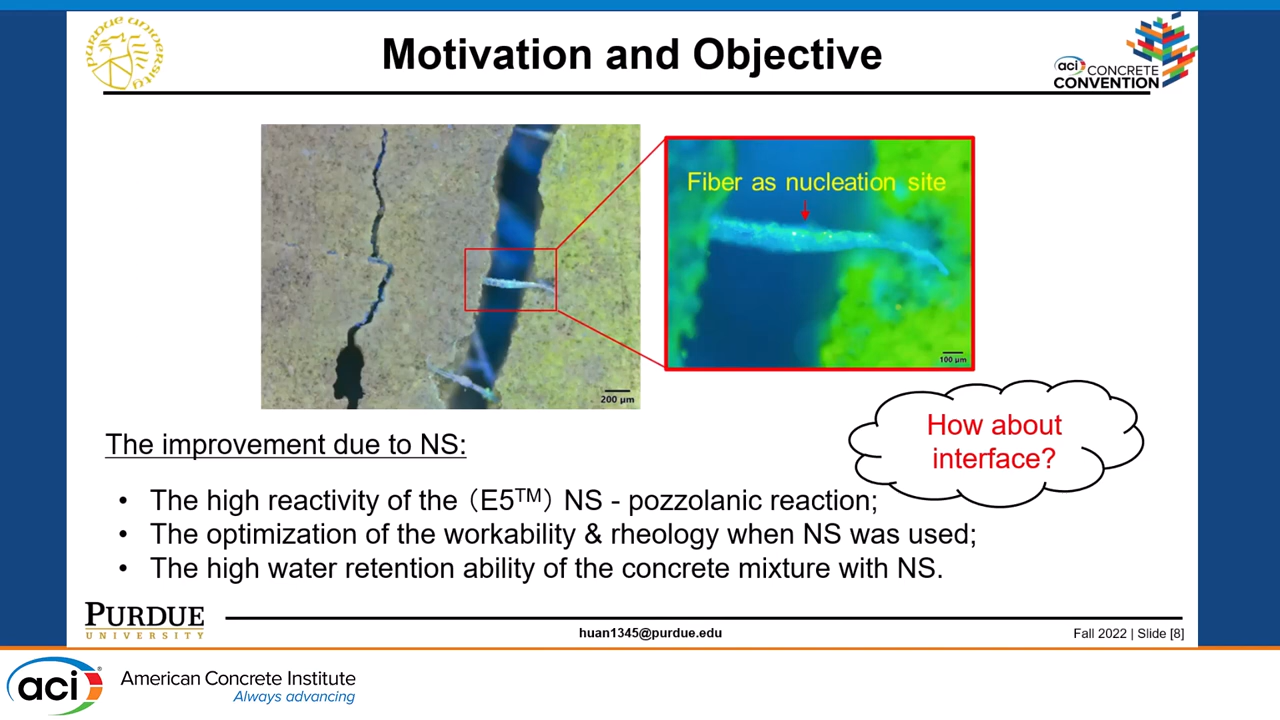 PURDUE UNIVERSITY
Motivation and Objective
aci CONCRETE
CONVENTION
Fiber as nucleation site
200 µm
100 µm
How about
interface?
The improvement due to NS:
• The high reactivity of the（E5™）NS - pozzolanic reaction;
• The optimization of the workability & rheology when NS was used;
• The high water retention ability of the concrete mixture with NS.
PURDUE
UNIVERSITY
huan1345@purdue.edu
Fall 2022 | Slide [8]
aci®
American Concrete Institute
Always advancing